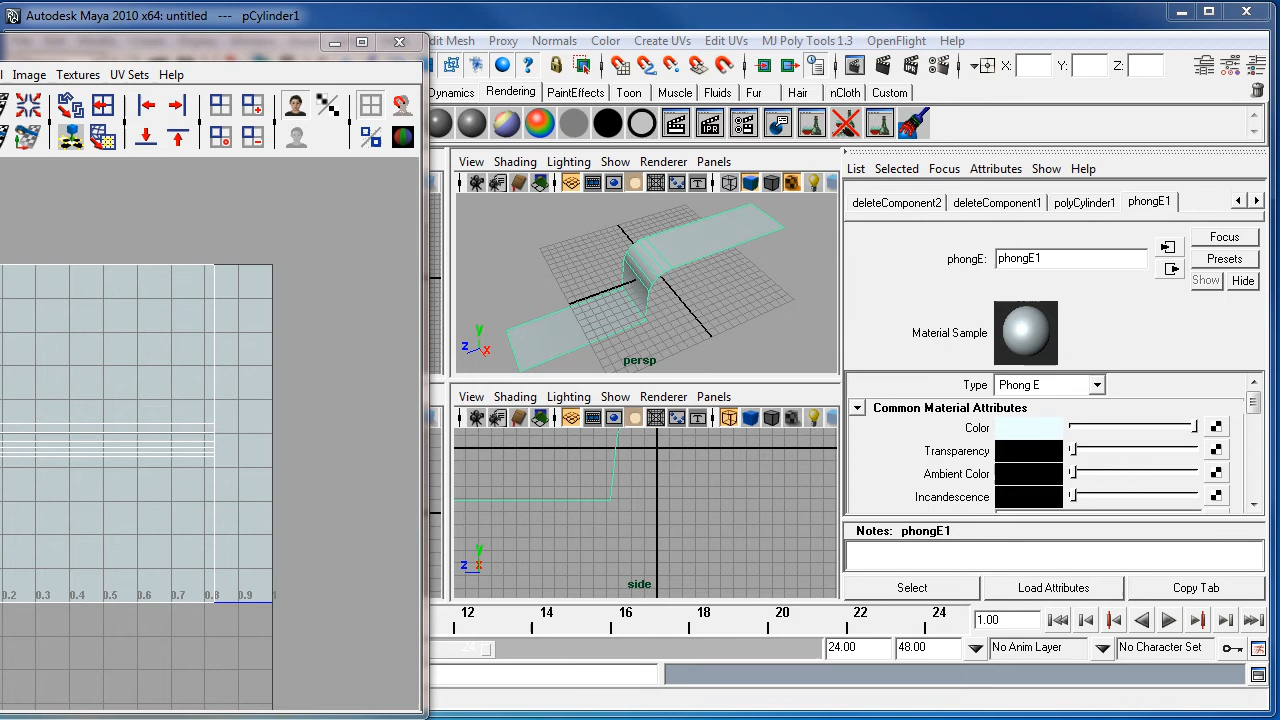 Autodesk Maya 2010 x64: untitled --- pCylinder1
dit Mesh Proxy Normals Color Create UVs Edit UVs MJ Poly Tools 1.3 OpenFlight Help
Image Textures UV Sets Help
X: Y: Z:
Dynamics Rendering PaintEffects Toon Muscle Fluids Fur Hair nCloth Custom
View Shading Lighting Show Renderer Panels
List Selected Focus Attributes Show Help
deleteComponent2 deleteComponent1 polyCylinder1 phongE1
phongE: phongE1
Focus
Presets
Show Hide
Material Sample
Type Phong E
Common Material Attributes
Color
Transparency
Ambient Color
Incandescence
y
z
x
persp
View Shading Lighting Show Renderer Panels
y
z
x
side
Notes: phongE1
Select Load Attributes Copy Tab
0.2 0.3 0.4 0.5 0.6 0.7 0.8 0.9 1
12 14 16 18 20 22 24
1.00
24
24.00 48.00 No Anim Layer No Character Set